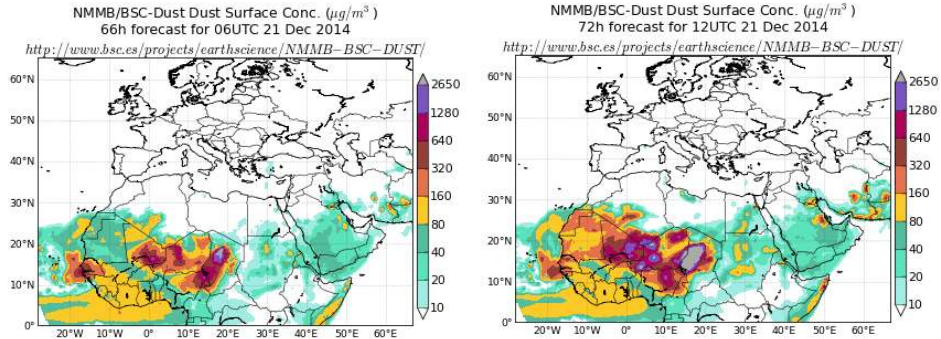 NMMB/BSC-Dust Dust Surface Conc. (μg/m³)
66h forecast for 06UTC 21 Dec 2014
http://www.bsc.es/projects/earthscience/NMMB−BSC−DUST/
60°N
50°N
40°N
30°N
20°N
10°N
0°
20°W 10°W 0° 10°E 20°E 30°E 40°E 50°E 60°E
2650
1280
640
320
160
80
40
20
10
NMMB/BSC-Dust Dust Surface Conc. (μg/m³)
72h forecast for 12UTC 21 Dec 2014
http://www.bsc.es/projects/earthscience/NMMB−BSC−DUST/
60°N
50°N
40°N
30°N
20°N
10°N
0°
20°W 10°W 0° 10°E 20°E 30°E 40°E 50°E 60°E
2650
1280
640
320
160
80
40
20
10